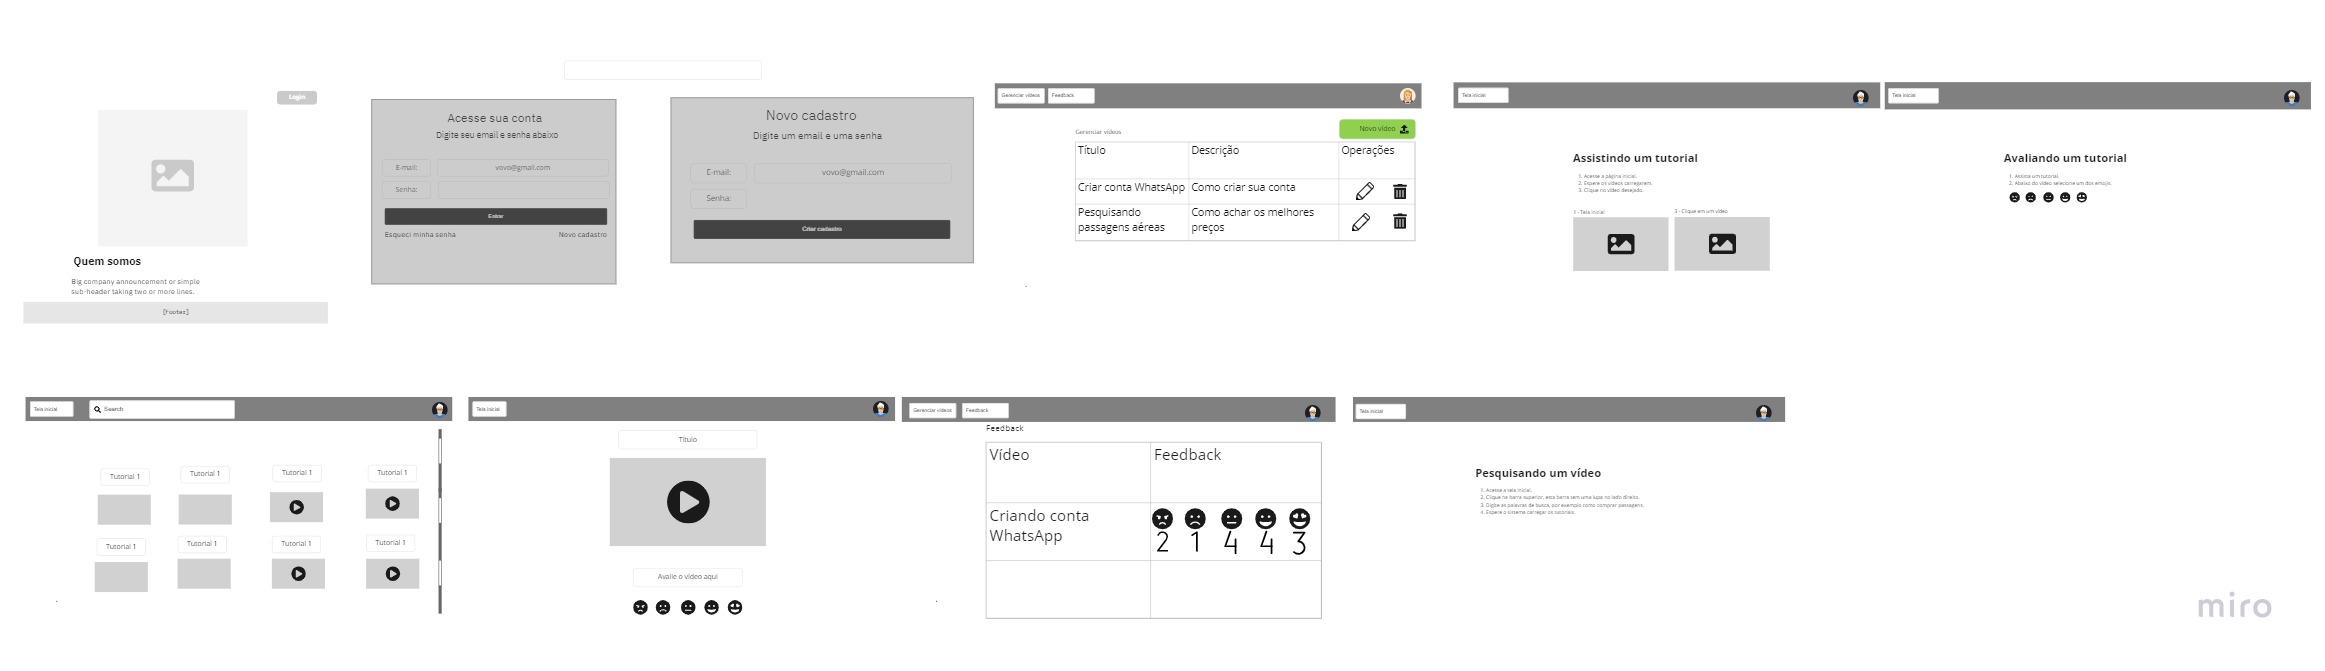 Login
Quem somos
Big company announcement or simple
sub-header taking two or more lines.
[Footer]
Acesse sua conta
Digite seu email e senha abaixo
E-mail:
vovo@gmail.com
Senha:
Entrar
Esqueci minha senha
Novo cadastro
Novo cadastro
Digite um email e uma senha
E-mail:
vovo@gmail.com
Senha:
Criar cadastro
Gerenciar vídeos
Feedback
Gerenciar vídeos
Novo vídeo
Título
Descrição
Operações
Criar conta WhatsApp
Como criar sua conta
Pesquisando
passagens aéreas
Como achar os melhores
preços
Tela inicial
Assistindo um tutorial
1. Acesse a página inicial.
2. Espere os vídeos carregarem.
3. Clique no vídeo desejado.
1 - Tela inicial
3 - Clique em um vídeo
Tela inicial
Avaliando um tutorial
1. Assista um tutorial.
2. Abaixo do vídeo selecione um dos emojis.
Tela inicial
Search
Tutorial 1
Tutorial 1
Tutorial 1
Tutorial 1
Tutorial 1
Tutorial 1
Tutorial 1
Tutorial 1
Tela inicial
Título
Avalie o vídeo aqui
Gerenciar vídeos
Feedback
Feedback
Vídeo
Feedback
Criando conta
WhatsApp
2 1 4 4 3
Tela inicial
Pesquisando um vídeo
1. Acesse a tela inicial.
2. Clique na barra superior, esta barra sem uma lupa no lado direito.
3. Digite as palavras de busca, por exemplo como comprar passagens.
4. Espere o sistema carregar os tutoriais.
miro